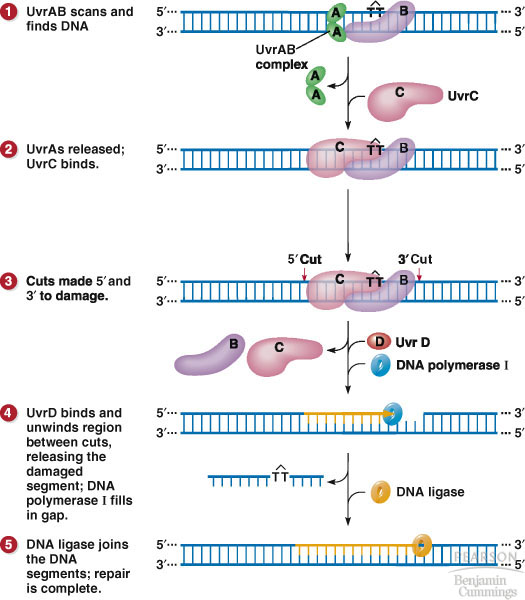 1 UvrAB scans and
finds DNA
5′···
A
TT
B
··· 3′
5′···
A
··· 3′
UvrAB
complex
A
A
C
UvrC
2 UvrAs released;
UvrC binds.
5′···
C
TT
B
··· 3′
5′···
··· 3′
5′ Cut
3′ Cut
3 Cuts made 5′ and
3′ to damage.
5′···
C
TT
B
··· 3′
5′···
··· 3′
B
C
D
Uvr D
DNA polymerase I
4 UvrD binds and
unwinds region
between cuts,
releasing the
damaged
segment; DNA
polymerase I fills
in gap.
5′···
··· 3′
5′···
··· 3′
TT
DNA ligase
5 DNA ligase joins
the DNA
segments; repair
is complete.
5′···
··· 3′
5′···
··· 3′
PEARSON
Benjamin
Cummings